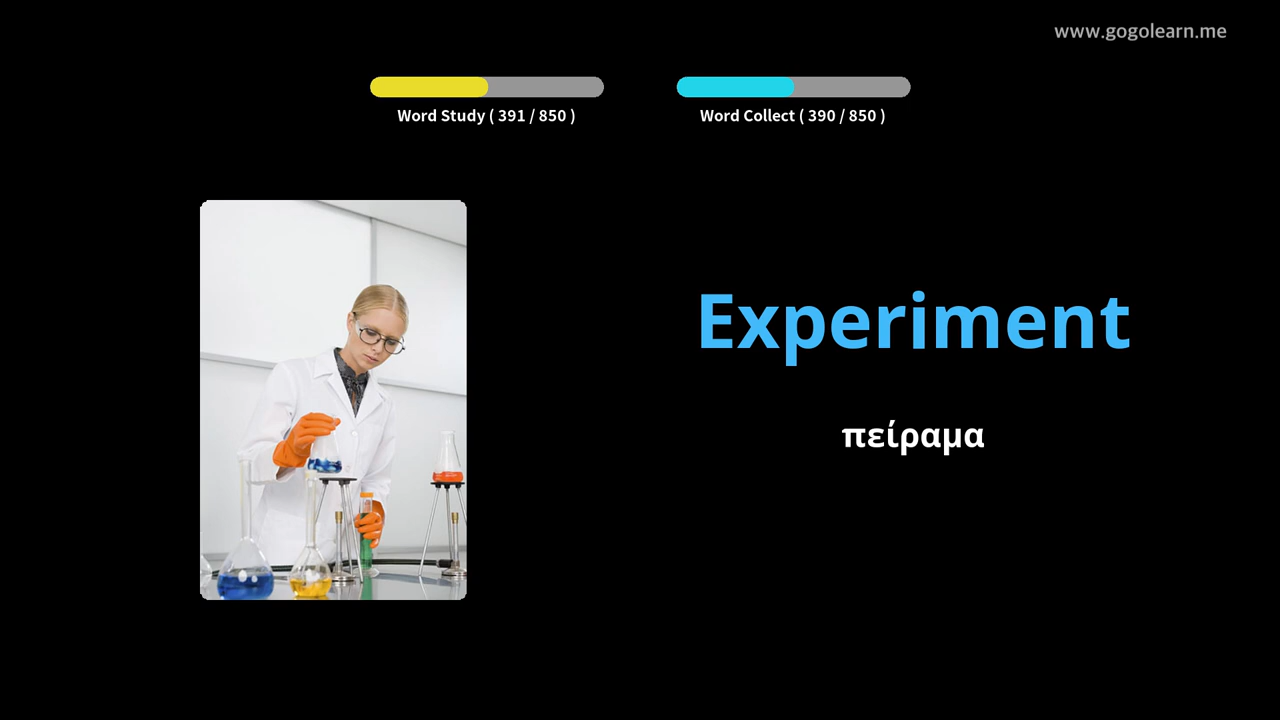 www.gogolearn.me
Word Study ( 391 / 850 )
Word Collect ( 390 / 850 )
Experiment
πείραμα